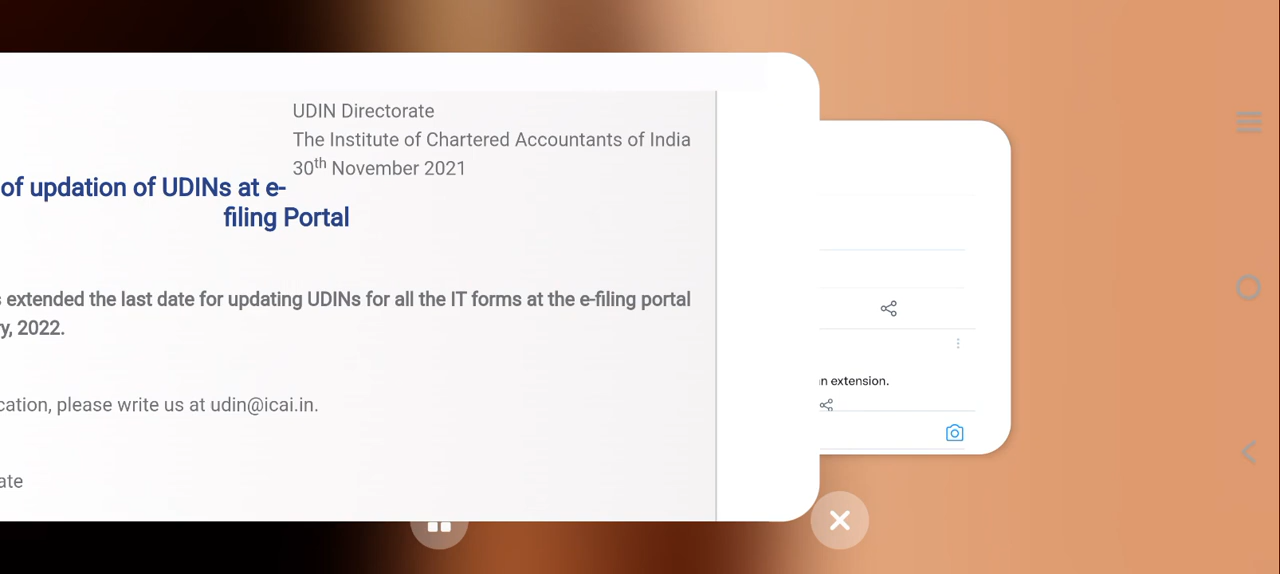 UDIN Directorate
The Institute of Chartered Accountants of India
30th November 2021
of updation of UDINs at e-
filing Portal
extended the last date for updating UDINs for all the IT forms at the e-filing portal
y, 2022.
cation, please write us at udin@icai.in.
ate
n extension.